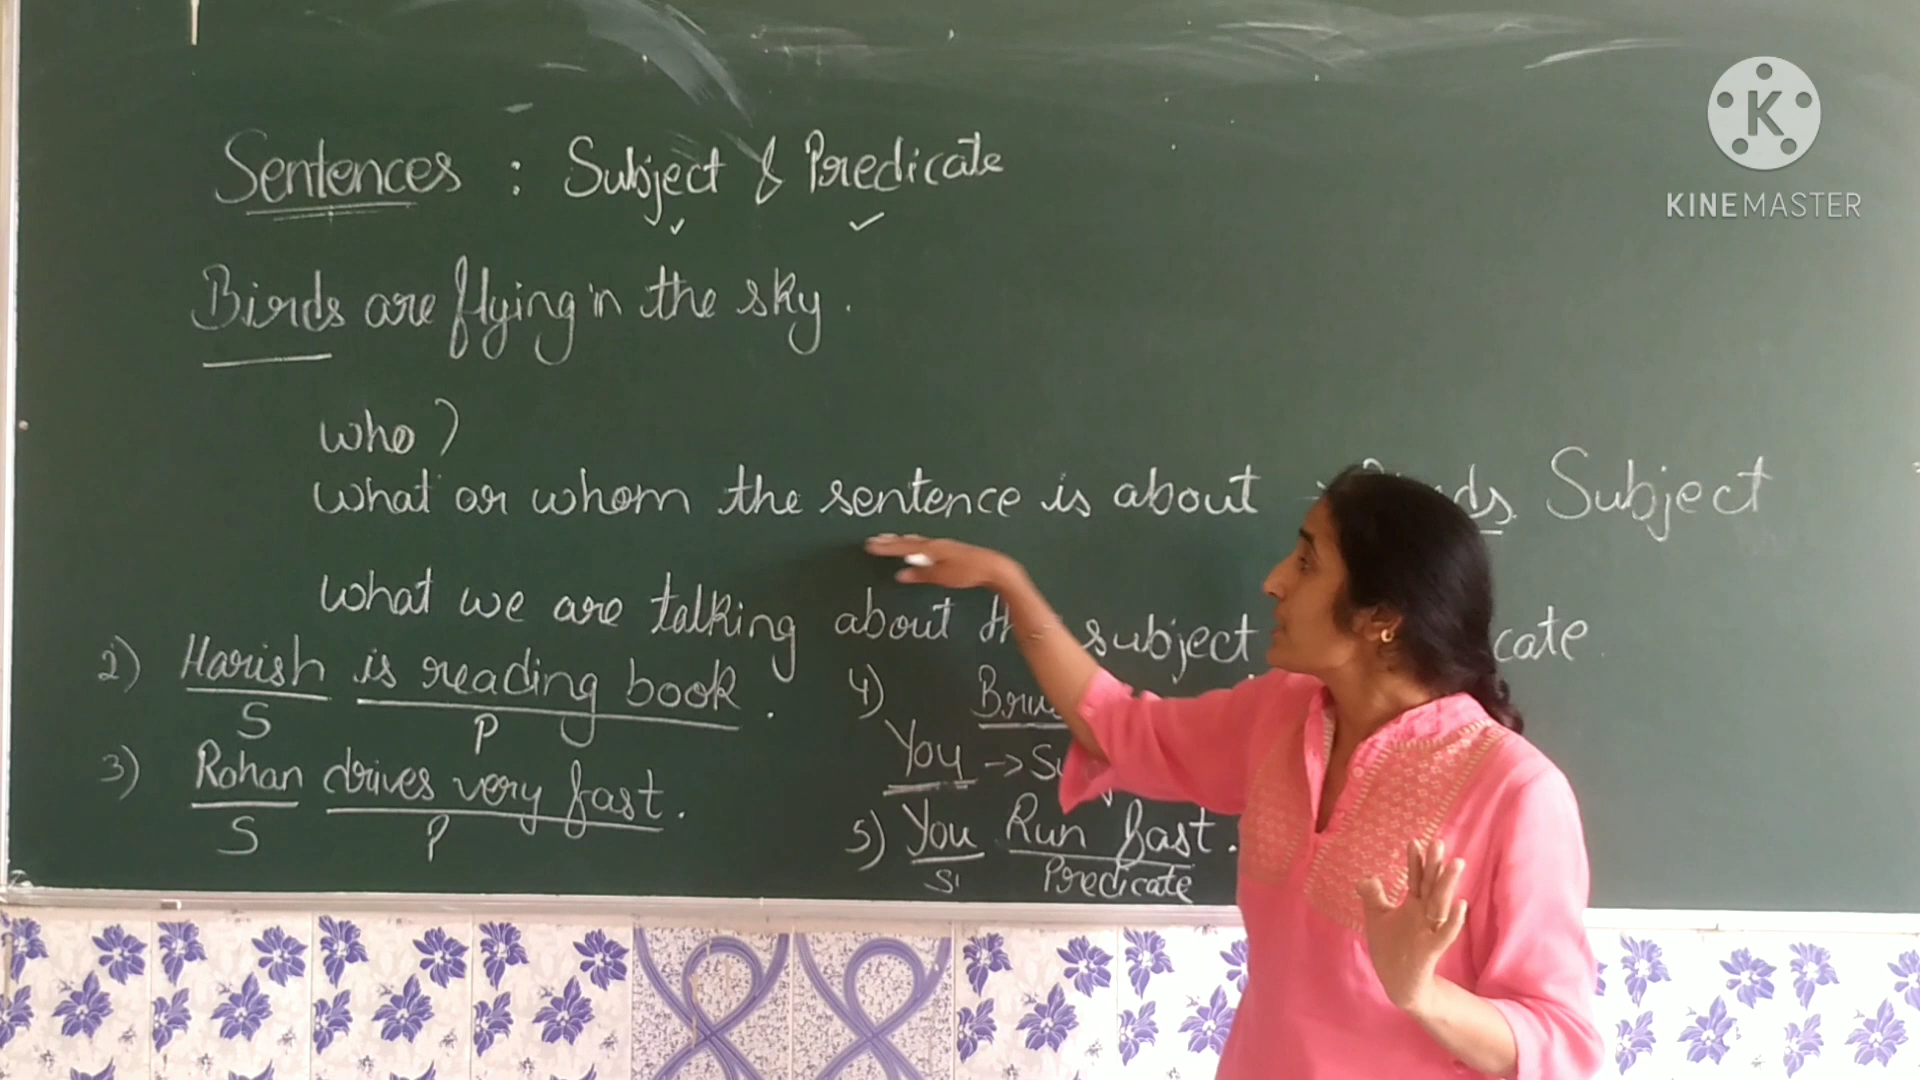 KINEMASTER
Sentences : Subject & Predicate
Birds are flying in the sky.
who?
What or whom the sentence is about → Subject
what we are talking about subject
2) Harish is reading book.
S P
3) Rohan drives very fast.
S P
4)
You →
5) You Run fast.
S Predicate